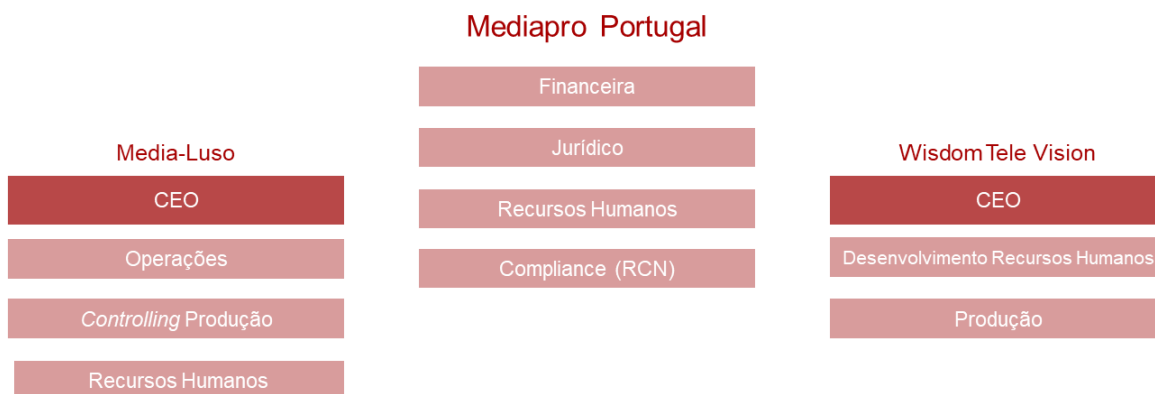 Mediapro Portugal
Financeira
Jurídico
Recursos Humanos
Compliance (RCN)
Media-Luso
CEO
Operações
Controlling Produção
Recursos Humanos
Wisdom Tele Vision
CEO
Desenvolvimento Recursos Humanos
Produção